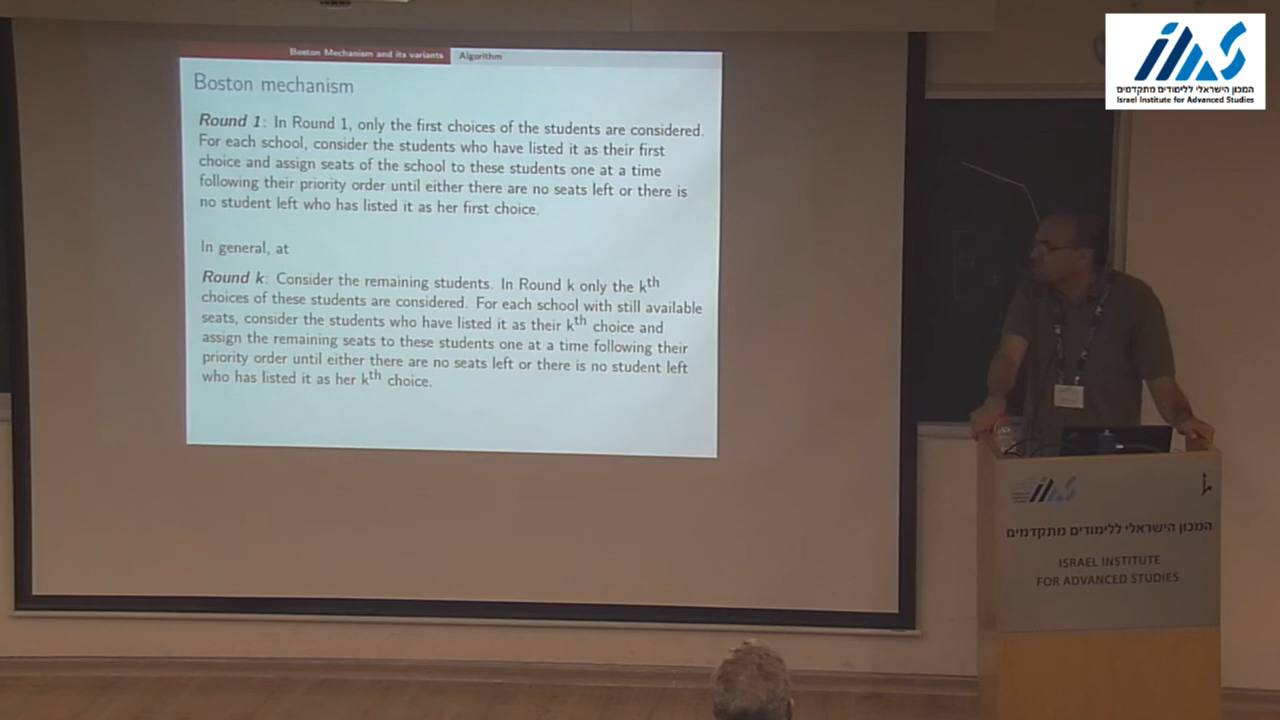 Boston Mechanism and its variants Algorithm
Boston mechanism
Round 1: In Round 1, only the first choices of the students are considered.
For each school, consider the students who have listed it as their first
choice and assign seats of the school to these students one at a time
following their priority order until either there are no seats left or there is
no student left who has listed it as her first choice.
In general, at
Round k: Consider the remaining students. In Round k only the kth
choices of these students are considered. For each school with still available
seats, consider the students who have listed it as their kth choice and
assign the remaining seats to these students one at a time following their
priority order until either there are no seats left or there is no student left
who has listed it as her kth choice.
המכון הישראלי ללימודים מתקדמים
Israel Institute for Advanced Studies
המכון הישראלי ללימודים מתקדמים
ISRAEL INSTITUTE
FOR ADVANCED STUDIES